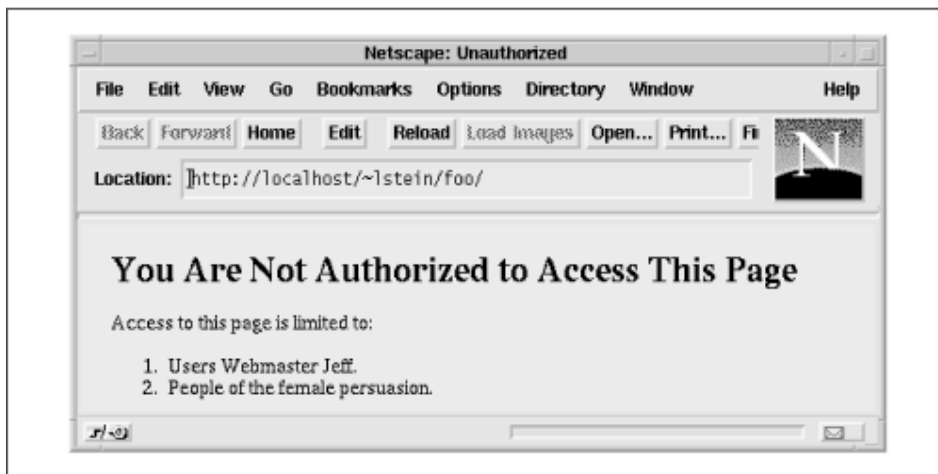 Netscape: Unauthorized
File Edit View Go Bookmarks Options Directory Window Help
Back Forward Home Edit Reload Load Images Open... Print... Fi
N
Location: http://localhost/~lstein/foo/
You Are Not Authorized to Access This Page
Access to this page is limited to:
1. Users Webmaster Jeff.
2. People of the female persuasion.